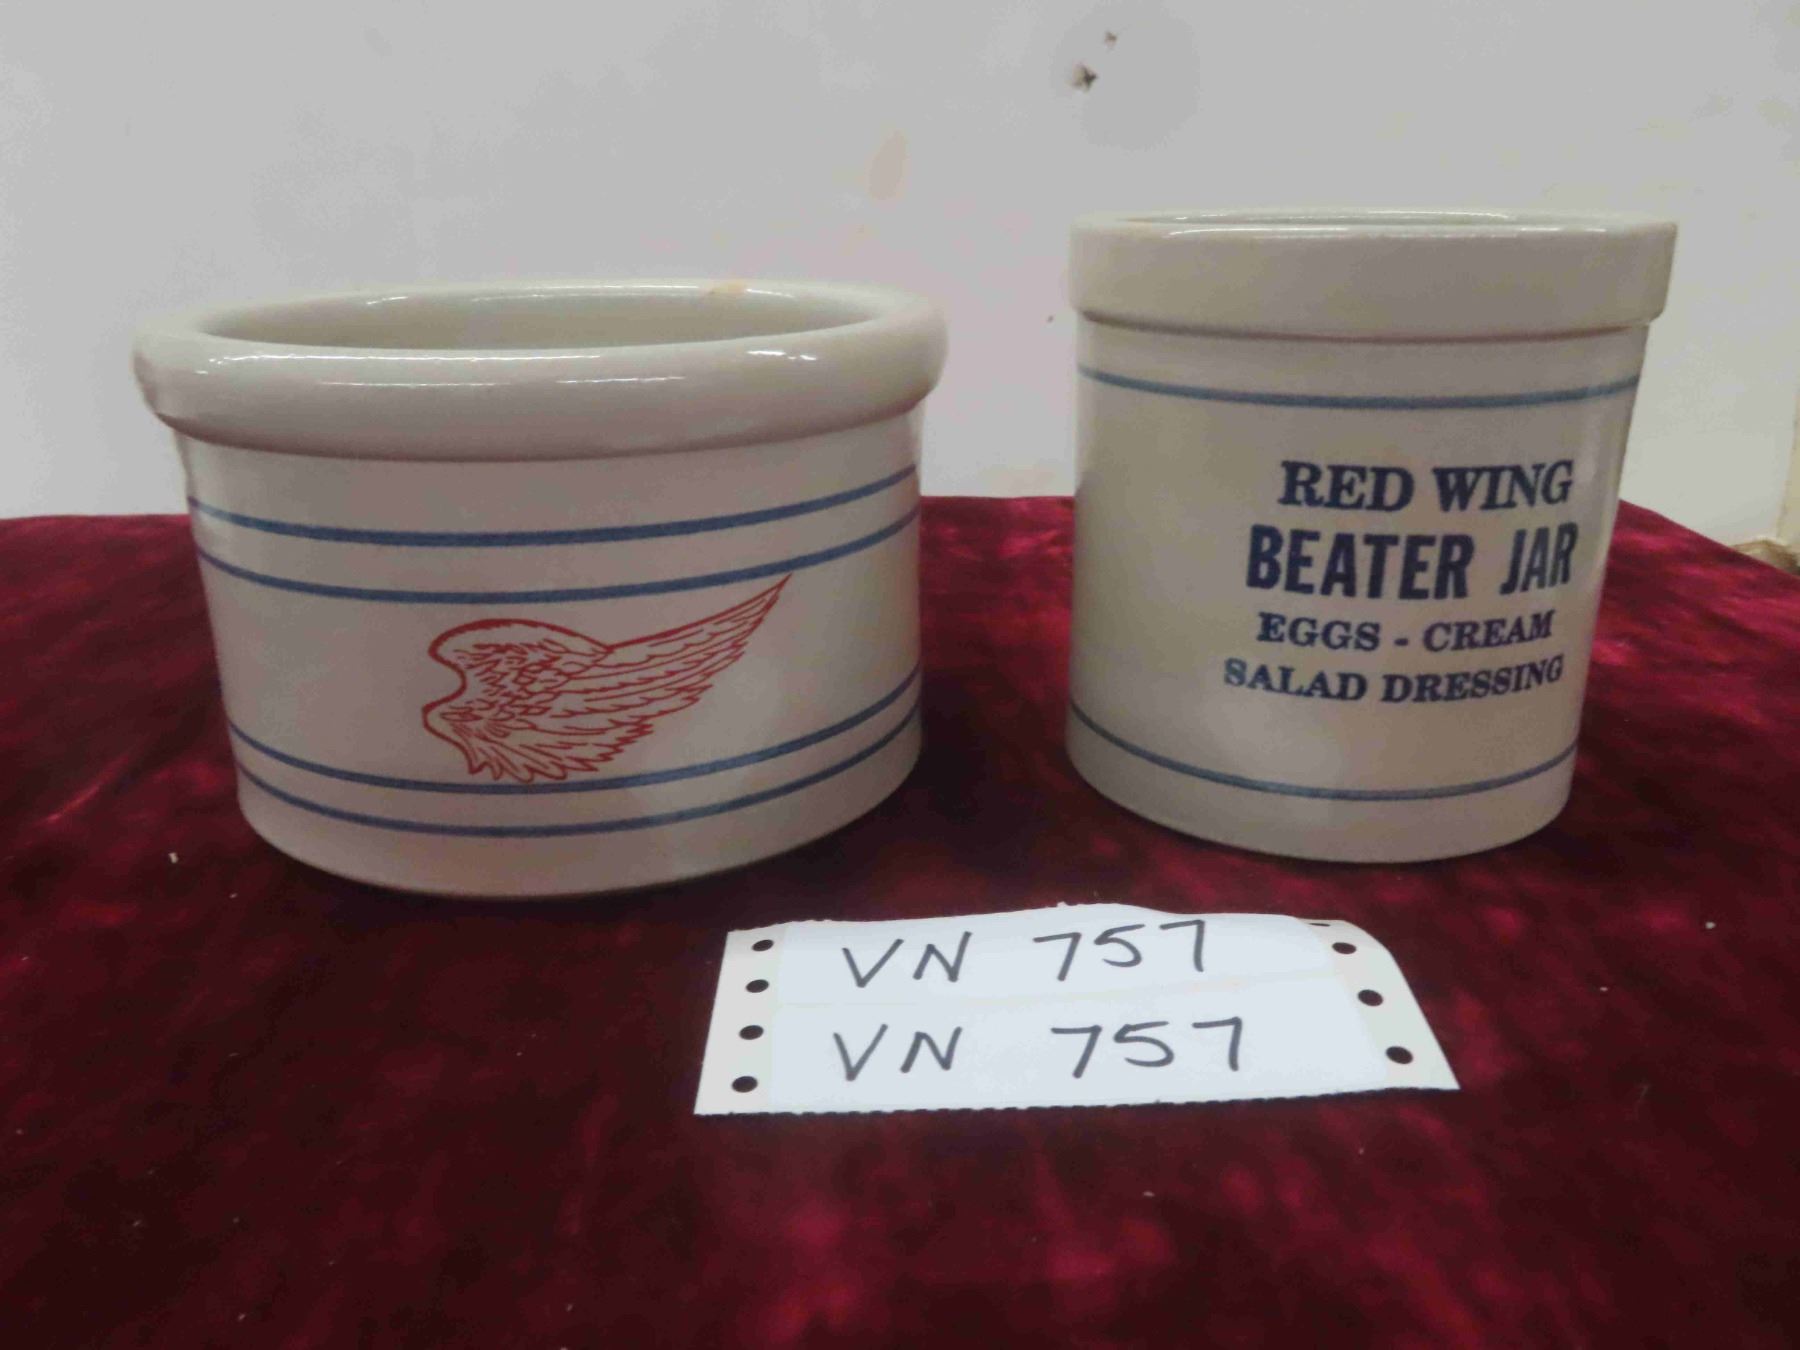 RED WING
BEATER JAR
EGGS - CREAM
SALAD DRESSING
VN 757
VN 757